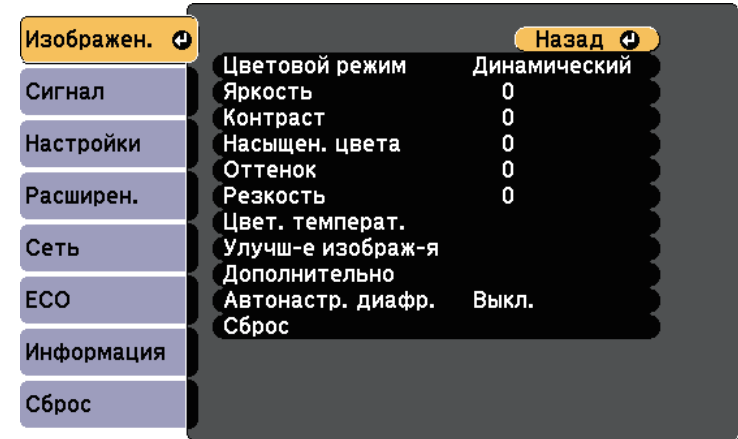 Изображен.
Сигнал
Настройки
Расширен.
Сеть
ECO
Информация
Сброс
Назад
Цветовой режим Динамический
Яркость 0
Контраст 0
Насыщен. цвета 0
Оттенок 0
Резкость 0
Цвет. температ.
Улучш-е изображ-я
Дополнительно
Автонастр. диафр. Выкл.
Сброс